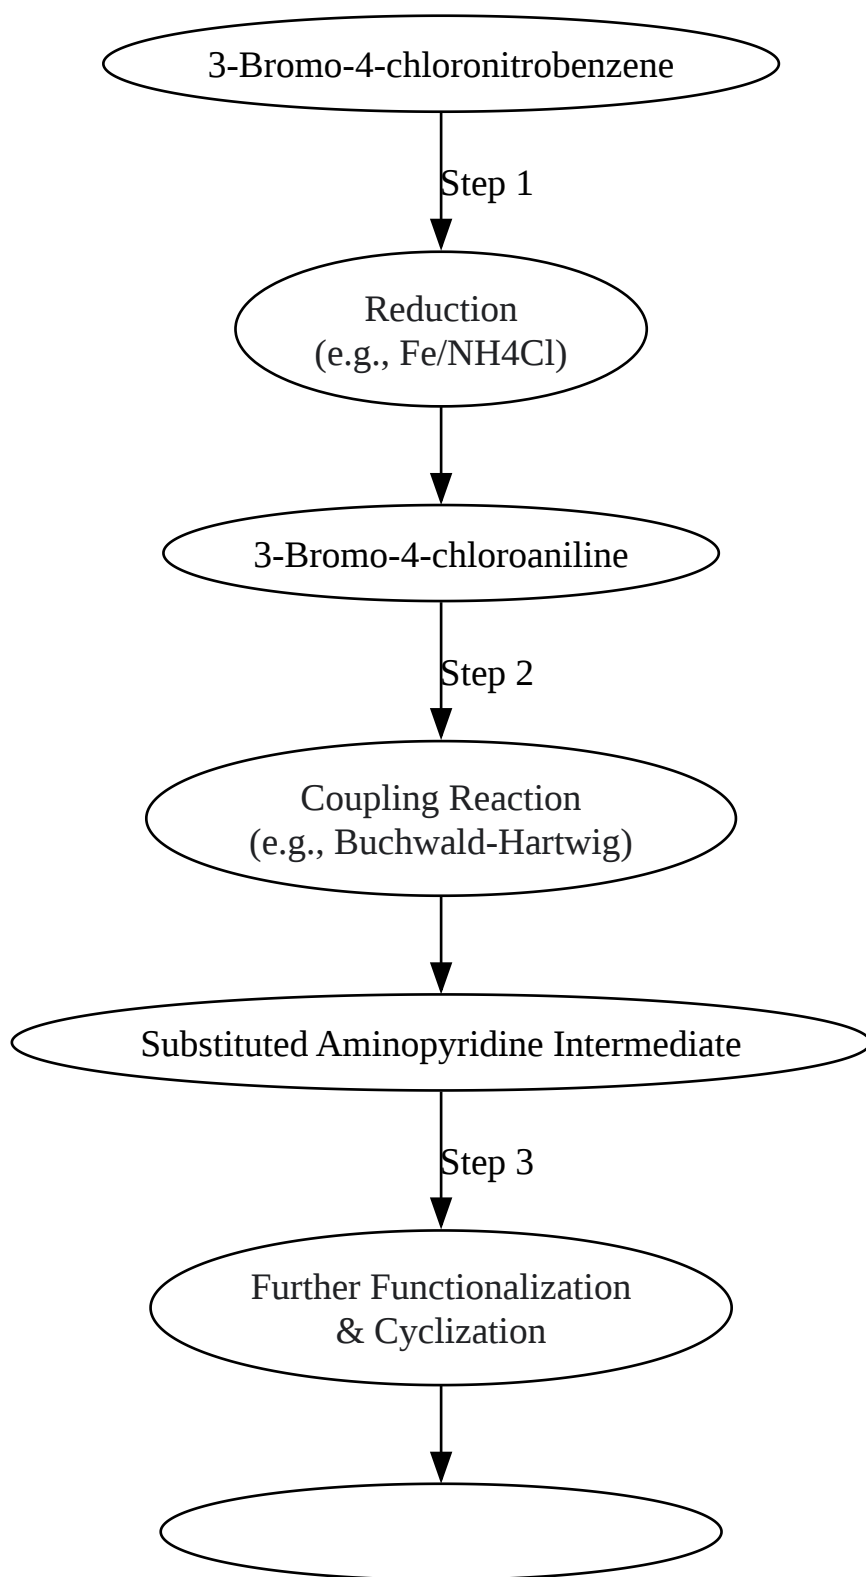 3-Bromo-4-chloronitrobenzene
Step 1
Reduction
(e.g., Fe/NH4Cl)
3-Bromo-4-chloroaniline
Step 2
Coupling Reaction
(e.g., Buchwald-Hartwig)
Substituted Aminopyridine Intermediate
Step 3
Further Functionalization
& Cyclization